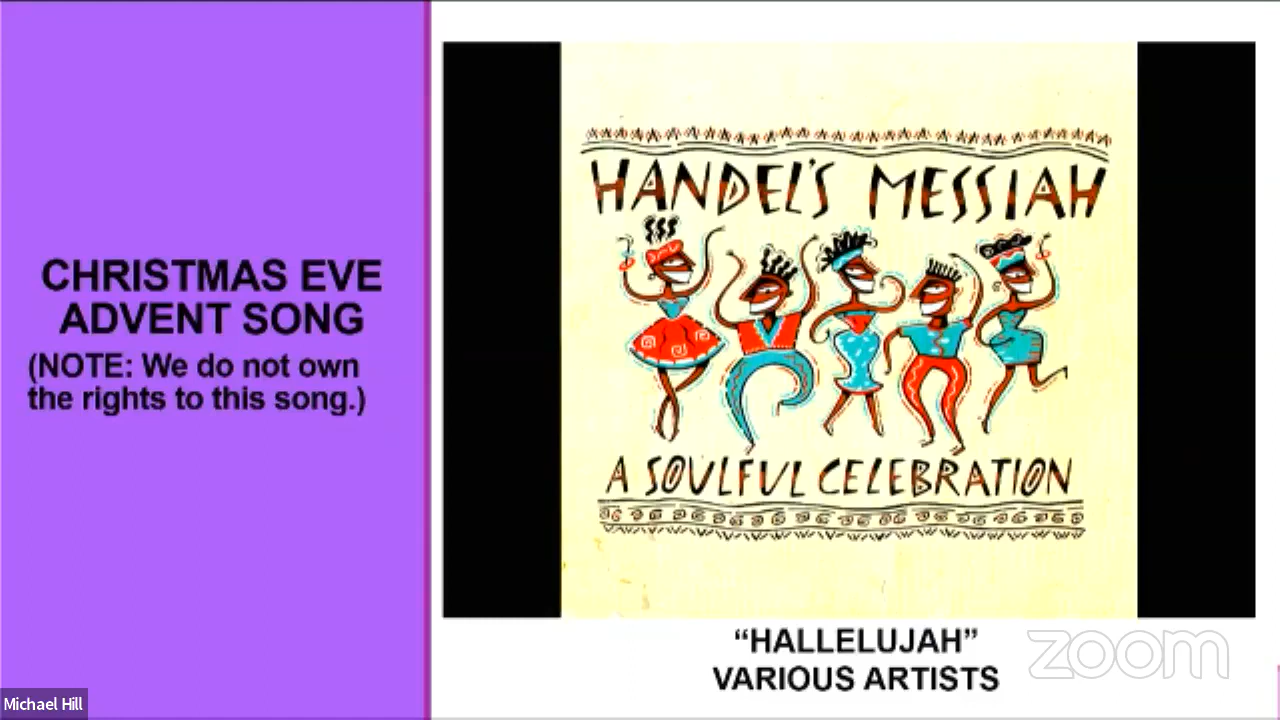 CHRISTMAS EVE
ADVENT SONG
(NOTE: We do not own
the rights to this song.)
HANDEL'S MESSIAH
A SOULFUL CELEBRATION
“HALLELUJAH”
VARIOUS ARTISTS
zoom
Michael Hill